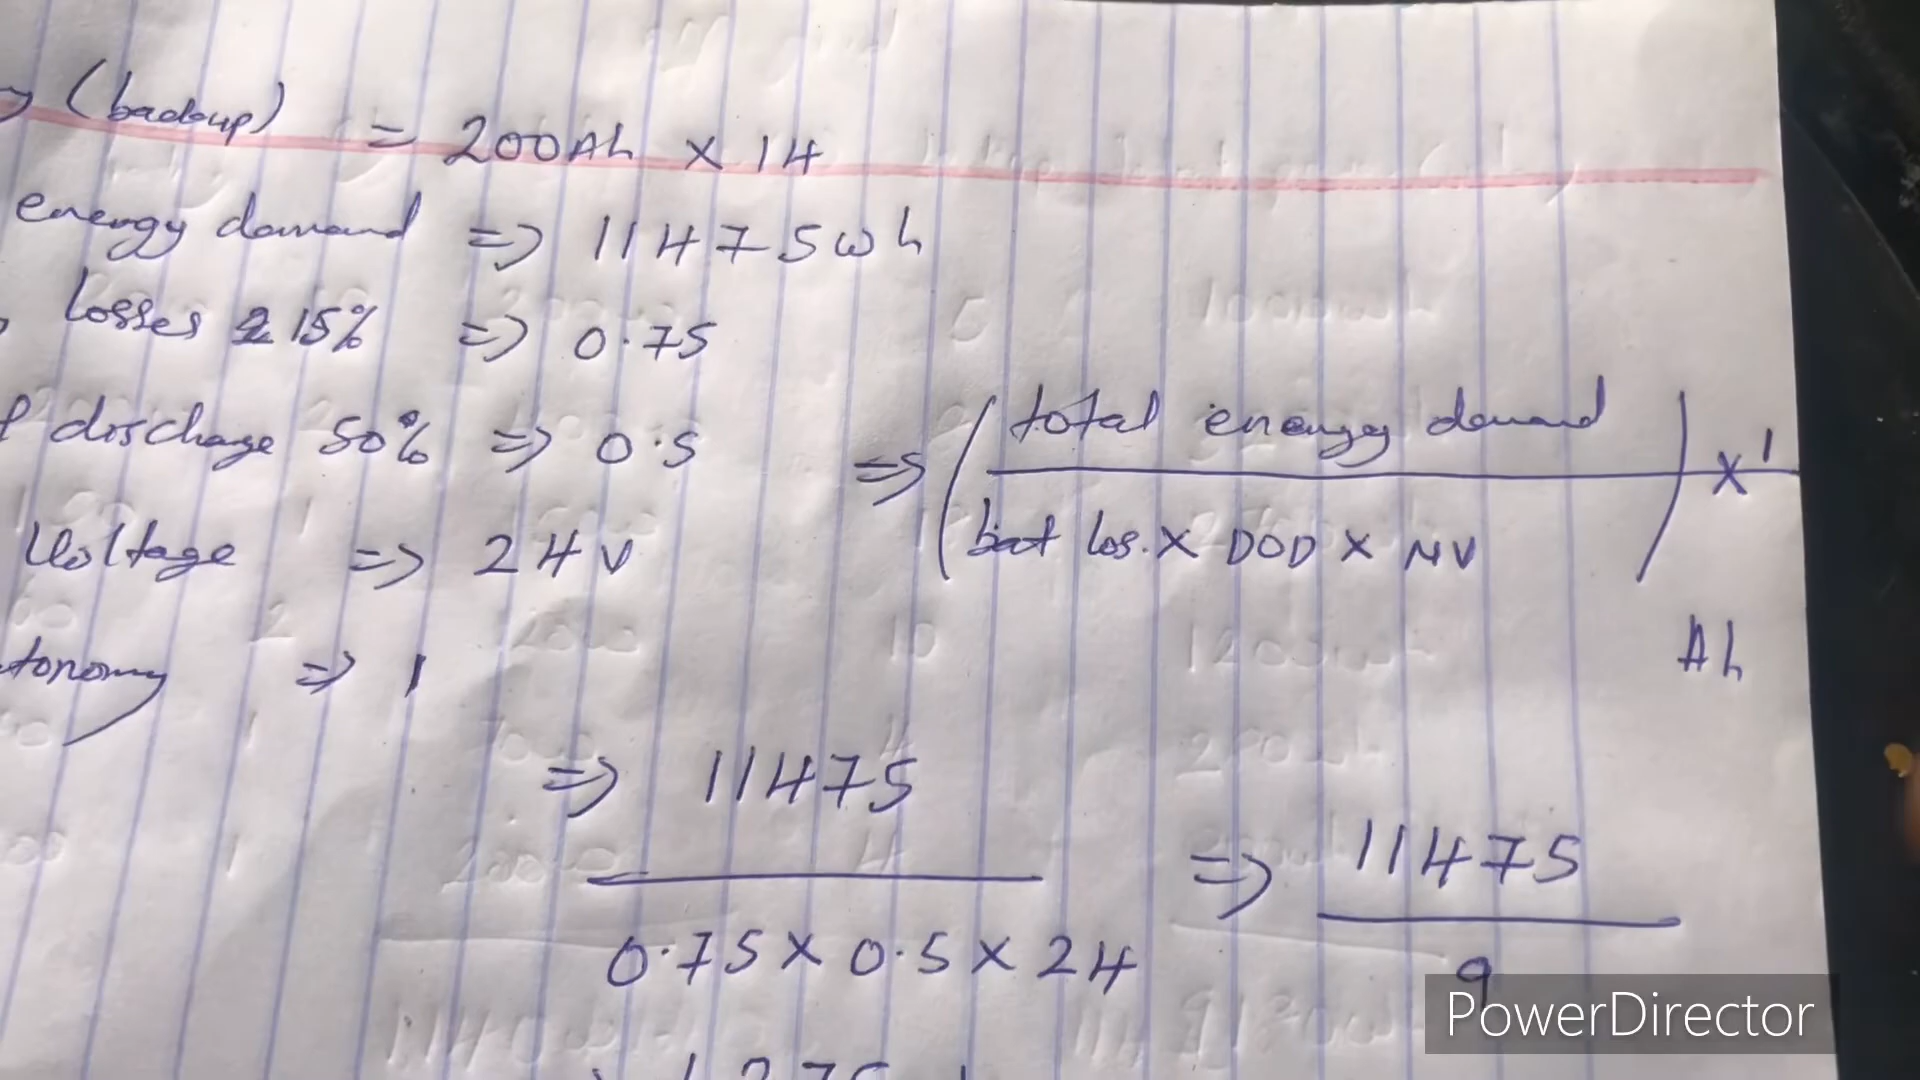 (backup) = 200Ah × 14
energy demand => 11475wh
Losses 15% => 0.75
discharge 50% => 0.5
=> ( total energy demand ) × 1
bat los. × DOD × NV
Voltage => 24V
Ah
tonomy => 1
=> 11475
0.75 × 0.5 × 24
=> 11475
9
PowerDirector